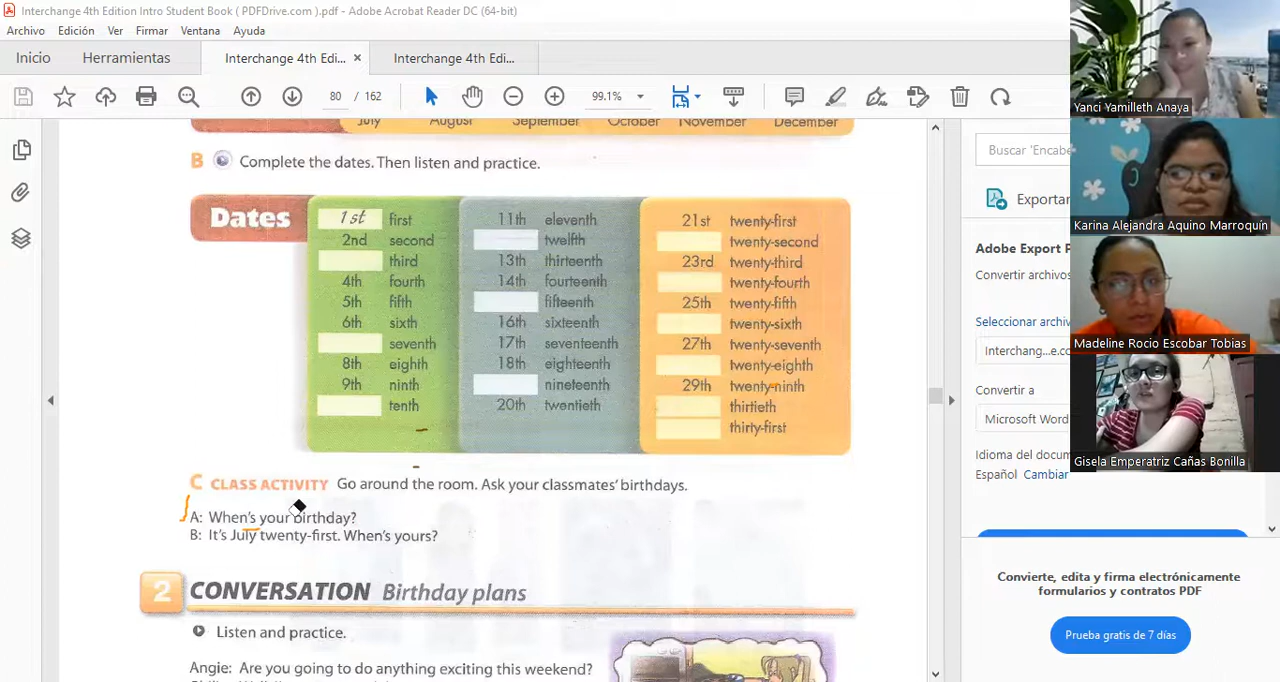 Interchange 4th Edition Intro Student Book ( PDFDrive.com ).pdf - Adobe Acrobat Reader DC (64-bit)
Archivo Edición Ver Firmar Ventana Ayuda
Inicio Herramientas Interchange 4th Edi... × Interchange 4th Edi...
80 / 162 99.1%
July August September October November December
B Complete the dates. Then listen and practice.
Dates
1st first
2nd second
third
4th fourth
5th fifth
6th sixth
seventh
8th eighth
9th ninth
tenth
11th eleventh
twelfth
13th thirteenth
14th fourteenth
fifteenth
16th sixteenth
17th seventeenth
18th eighteenth
nineteenth
20th twentieth
21st twenty-first
twenty-second
23rd twenty-third
twenty-fourth
25th twenty-fifth
twenty-sixth
27th twenty-seventh
twenty-eighth
29th twenty-ninth
thirtieth
thirty-first
C CLASS ACTIVITY Go around the room. Ask your classmates' birthdays.
A: When's your birthday?
B: It's July twenty-first. When's yours?
2 CONVERSATION Birthday plans
Listen and practice.
Angie: Are you going to do anything exciting this weekend?
Buscar 'Encabe
Exportar
Adobe Export P
Convertir archivos
Seleccionar archiv
Interchang...e.co
Convertir a
Microsoft Word
Idioma del docum
Español Cambiar
Convierte, edita y firma electrónicamente
formularios y contratos PDF
Prueba gratis de 7 días
Yanci Yamilleth Anaya
Karina Alejandra Aquino Marroquín
Madeline Rocio Escobar Tobias
Gisela Emperatriz Cañas Bonilla